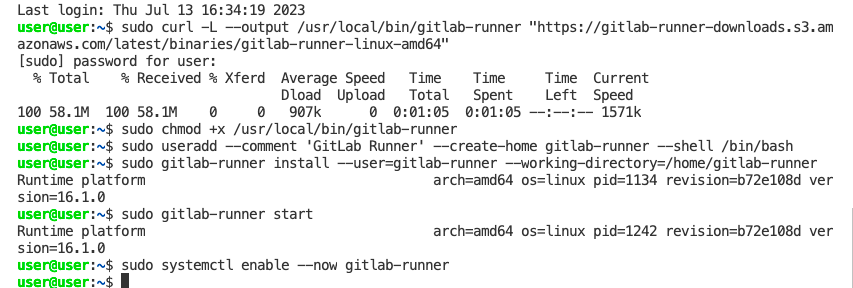 Last login: Thu Jul 13 16:34:19 2023
user@user:~$ sudo curl -L --output /usr/local/bin/gitlab-runner "https://gitlab-runner-downloads.s3.am
azonaws.com/latest/binaries/gitlab-runner-linux-amd64"
[sudo] password for user:
  % Total    % Received % Xferd  Average Speed   Time    Time     Time  Current
                                 Dload  Upload   Total   Spent    Left  Speed
100 58.1M  100 58.1M    0     0   907k      0  0:01:05  0:01:05 --:--:-- 1571k
user@user:~$ sudo chmod +x /usr/local/bin/gitlab-runner
user@user:~$ sudo useradd --comment 'GitLab Runner' --create-home gitlab-runner --shell /bin/bash
user@user:~$ sudo gitlab-runner install --user=gitlab-runner --working-directory=/home/gitlab-runner
Runtime platform                                    arch=amd64 os=linux pid=1134 revision=b72e108d ver
sion=16.1.0
user@user:~$ sudo gitlab-runner start
Runtime platform                                    arch=amd64 os=linux pid=1242 revision=b72e108d ver
sion=16.1.0
user@user:~$ sudo systemctl enable --now gitlab-runner
user@user:~$